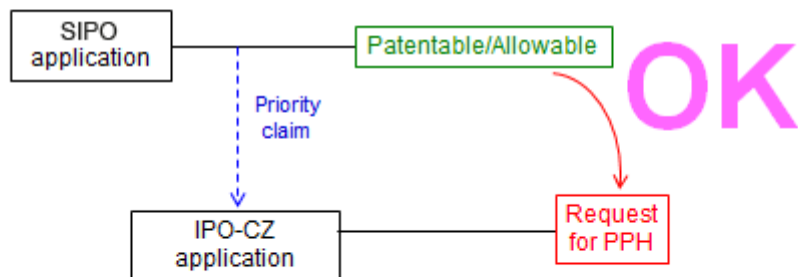 SIPO
application
Patentable/Allowable
OK
Priority
claim
IPO-CZ
application
Request
for PPH